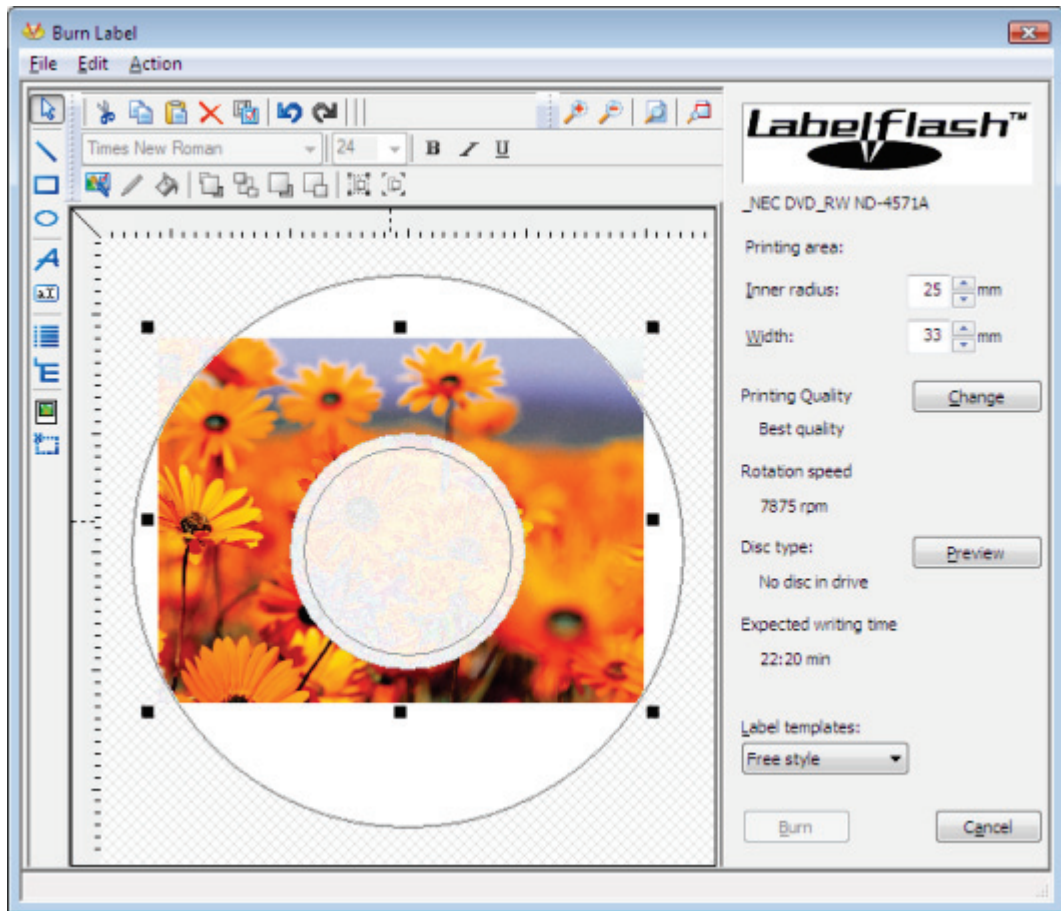 Burn Label
File Edit Action
Times New Roman 24 B I U
Labelflash™
_NEC DVD_RW ND-4571A
Printing area:
Inner radius: 25 mm
Width: 33 mm
Printing Quality Change
Best quality
Rotation speed
7875 rpm
Disc type: Preview
No disc in drive
Expected writing time
22:20 min
Label templates:
Free style
Burn Cancel